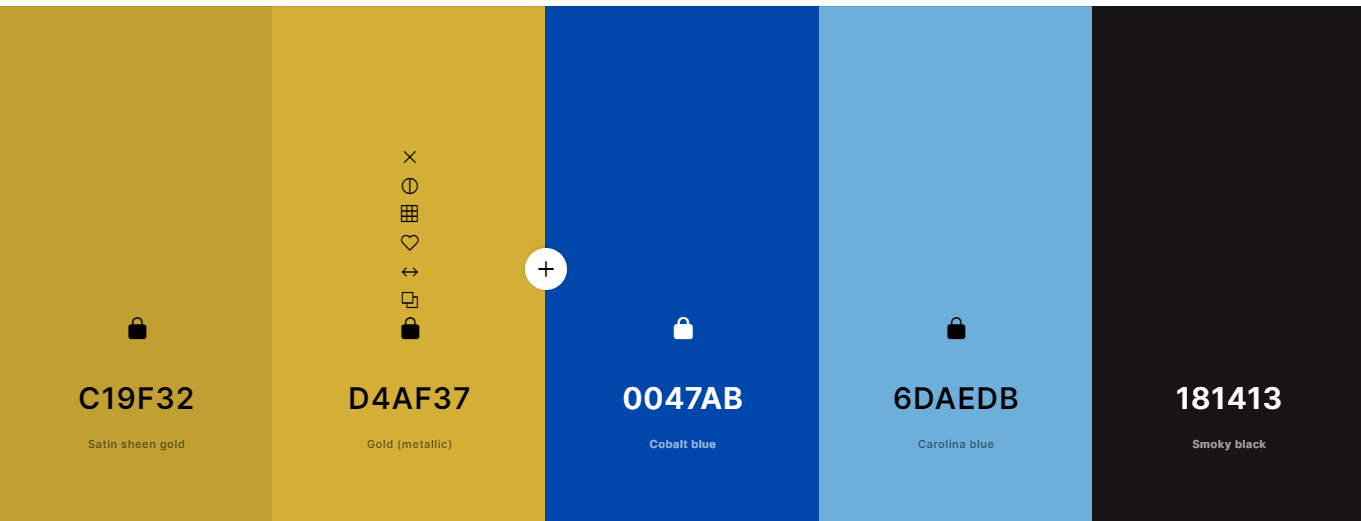 C19F32
Satin sheen gold
D4AF37
Gold (metallic)
0047AB
Cobalt blue
6DAEDB
Carolina blue
181413
Smoky black